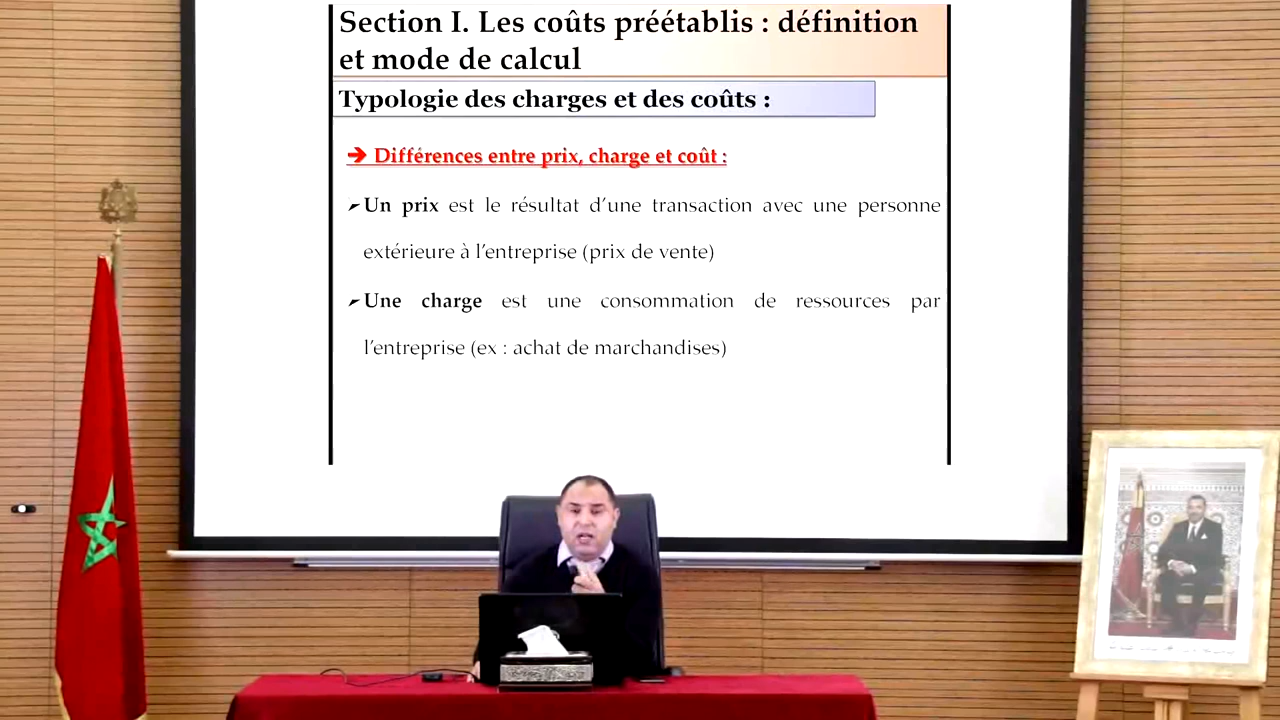 Section I. Les coûts préétablis : définition
et mode de calcul
Typologie des charges et des coûts :
➔ Différences entre prix, charge et coût :
Un prix est le résultat d’une transaction avec une personne
extérieure à l’entreprise (prix de vente)
Une charge est une consommation de ressources par
l’entreprise (ex : achat de marchandises)